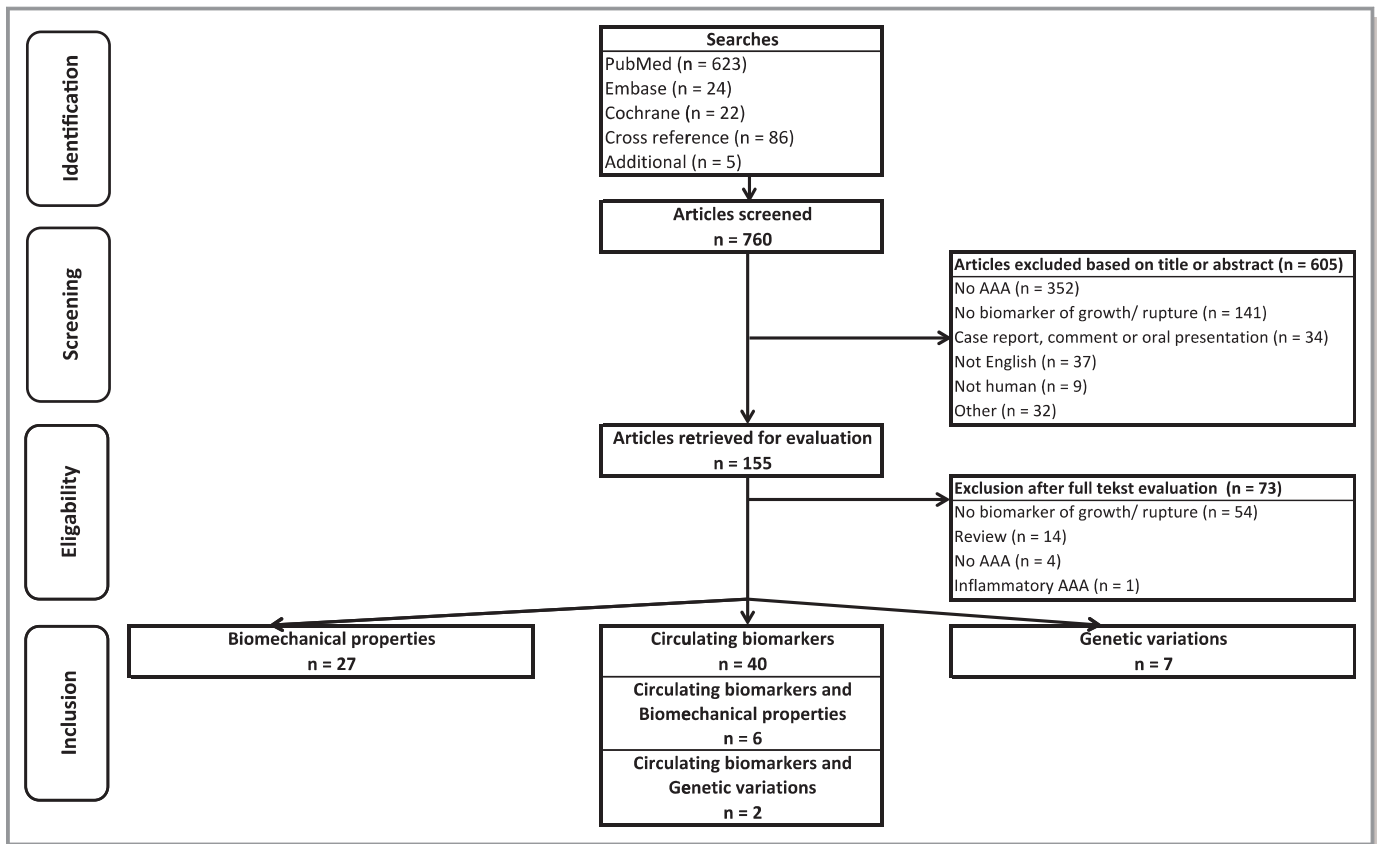 Identification
Searches
PubMed (n = 623)
Embase (n = 24)
Cochrane (n = 22)
Cross reference (n = 86)
Additional (n = 5)
Articles screened
n = 760
Screening
Articles excluded based on title or abstract (n = 605)
No AAA (n = 352)
No biomarker of growth/ rupture (n = 141)
Case report, comment or oral presentation (n = 34)
Not English (n = 37)
Not human (n = 9)
Other (n = 32)
Eligability
Articles retrieved for evaluation
n = 155
Exclusion after full tekst evaluation (n = 73)
No biomarker of growth/ rupture (n = 54)
Review (n = 14)
No AAA (n = 4)
Inflammatory AAA (n = 1)
Inclusion
Biomechanical properties
n = 27
Circulating biomarkers
n = 40
Circulating biomarkers and
Biomechanical properties
n = 6
Circulating biomarkers and
Genetic variations
n = 2
Genetic variations
n = 7